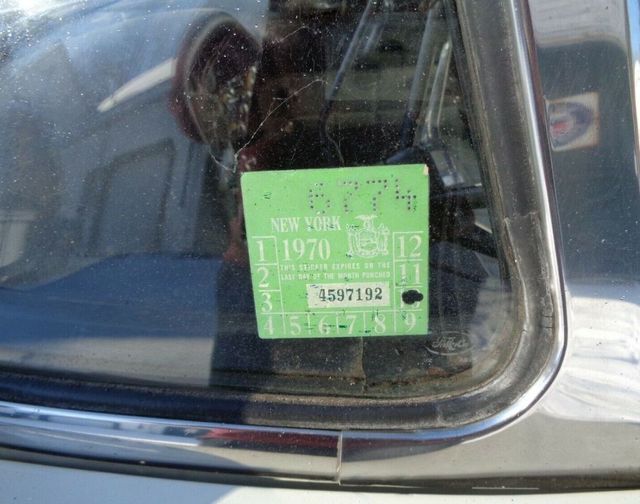 6774
NEW YORK
1 1970 12
THIS STICKER EXPIRES ON THE
2 LAST DAY OF THE MONTH PUNCHED 11
3 4597192
4 5 6 7 8 9